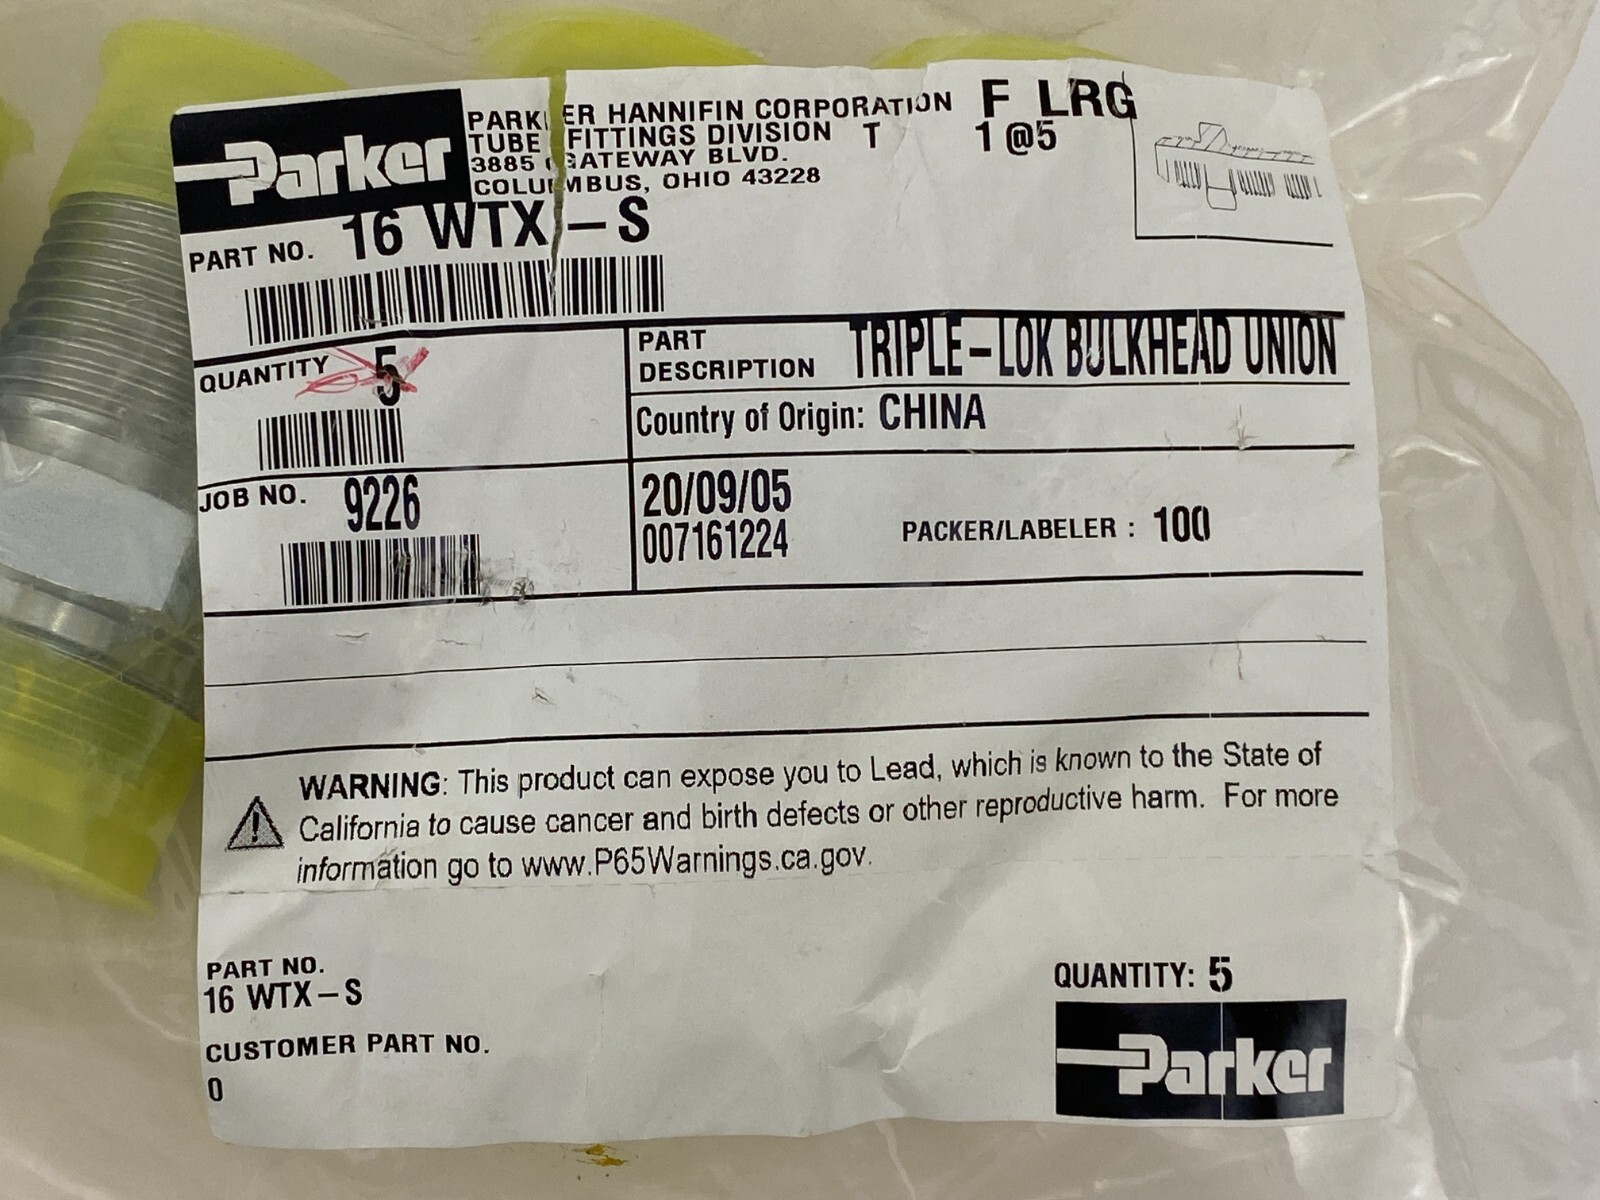 Parker
PARKER HANNIFIN CORPORATION
TUBE FITTINGS DIVISION T
3885 GATEWAY BLVD.
COLUMBUS, OHIO 43228
F LRG
1 @5
PART NO. 16 WTX-S
QUANTITY 5
PART DESCRIPTION TRIPLE-LOK BULKHEAD UNION
Country of Origin: CHINA
JOB NO. 9226
20/09/05
007161224
PACKER/LABELER : 100
WARNING: This product can expose you to Lead, which is known to the State of
California to cause cancer and birth defects or other reproductive harm. For more
information go to www.P65Warnings.ca.gov.
PART NO.
16 WTX-S
CUSTOMER PART NO.
0
QUANTITY: 5
Parker